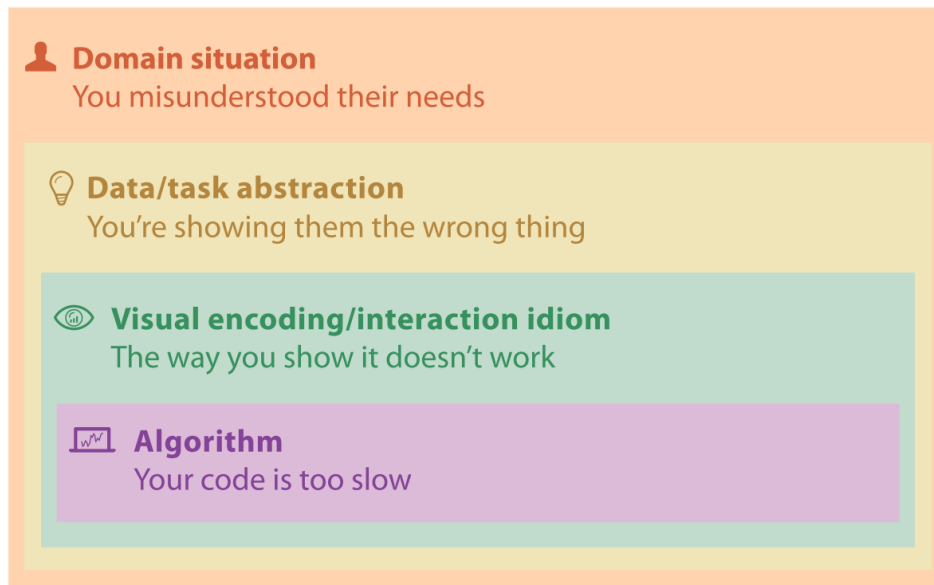 Domain situation
You misunderstood their needs
Data/task abstraction
You’re showing them the wrong thing
Visual encoding/interaction idiom
The way you show it doesn’t work
Algorithm
Your code is too slow